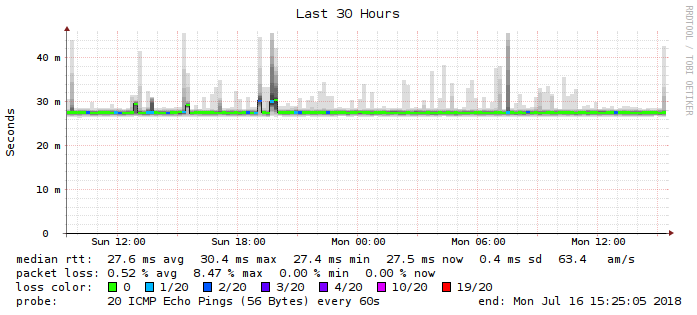 Last 30 Hours
RRDTOOL / TOBI OETIKER
Seconds
40 m
30 m
20 m
10 m
0
Sun 12:00 Sun 18:00 Mon 00:00 Mon 06:00 Mon 12:00
median rtt: 27.6 ms avg 30.4 ms max 27.4 ms min 27.5 ms now 0.4 ms sd 63.4 am/s
packet loss: 0.52 % avg 8.47 % max 0.00 % min 0.00 % now
loss color: 0 1/20 2/20 3/20 4/20 10/20 19/20
probe: 20 ICMP Echo Pings (56 Bytes) every 60s end: Mon Jul 16 15:25:05 2018